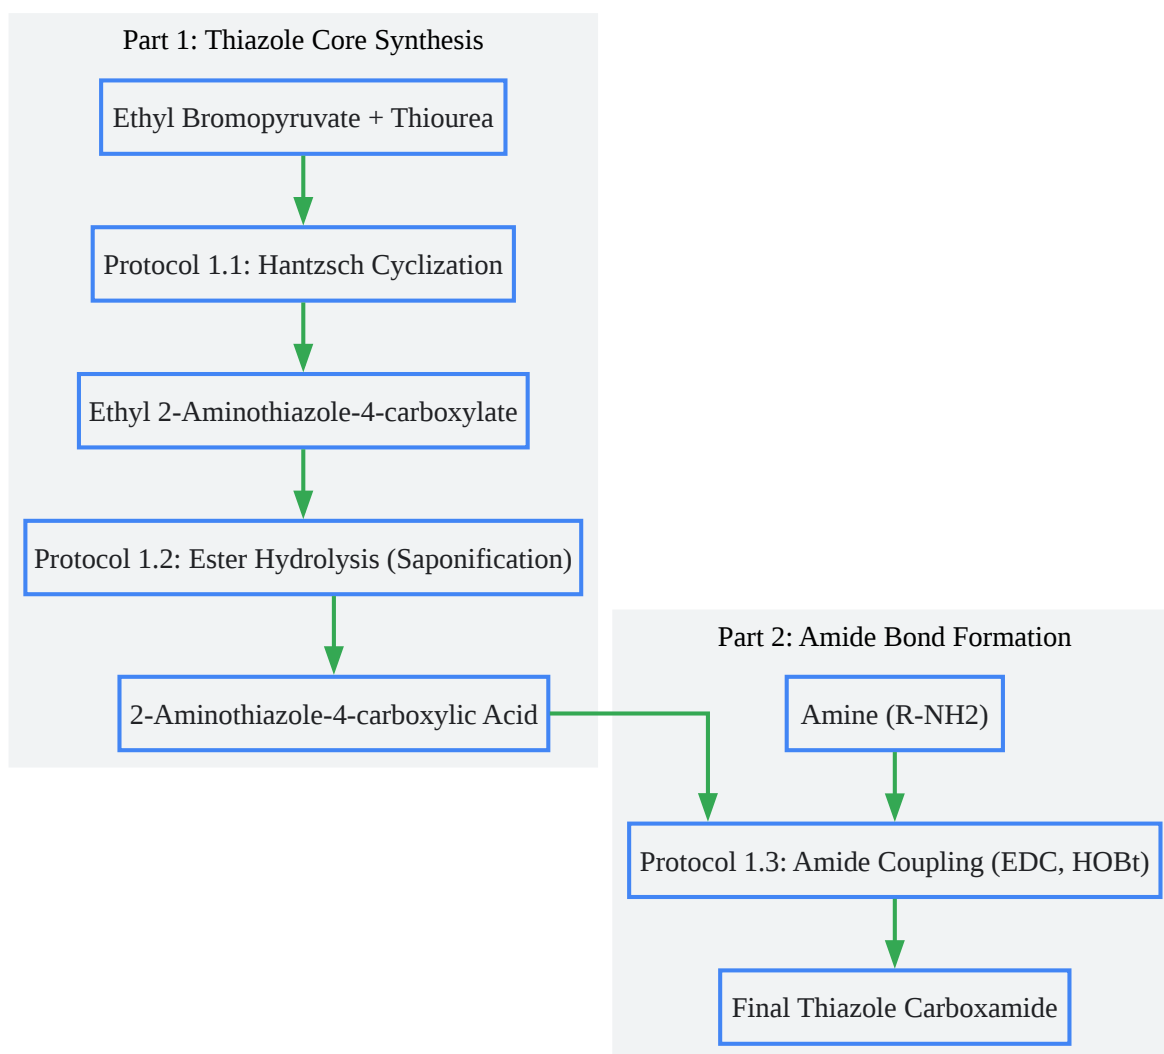 Part 1: Thiazole Core Synthesis
Ethyl Bromopyruvate + Thiourea
Protocol 1.1: Hantzsch Cyclization
Ethyl 2-Aminothiazole-4-carboxylate
Protocol 1.2: Ester Hydrolysis (Saponification)
2-Aminothiazole-4-carboxylic Acid
Part 2: Amide Bond Formation
Amine (R-NH2)
Protocol 1.3: Amide Coupling (EDC, HOBt)
Final Thiazole Carboxamide